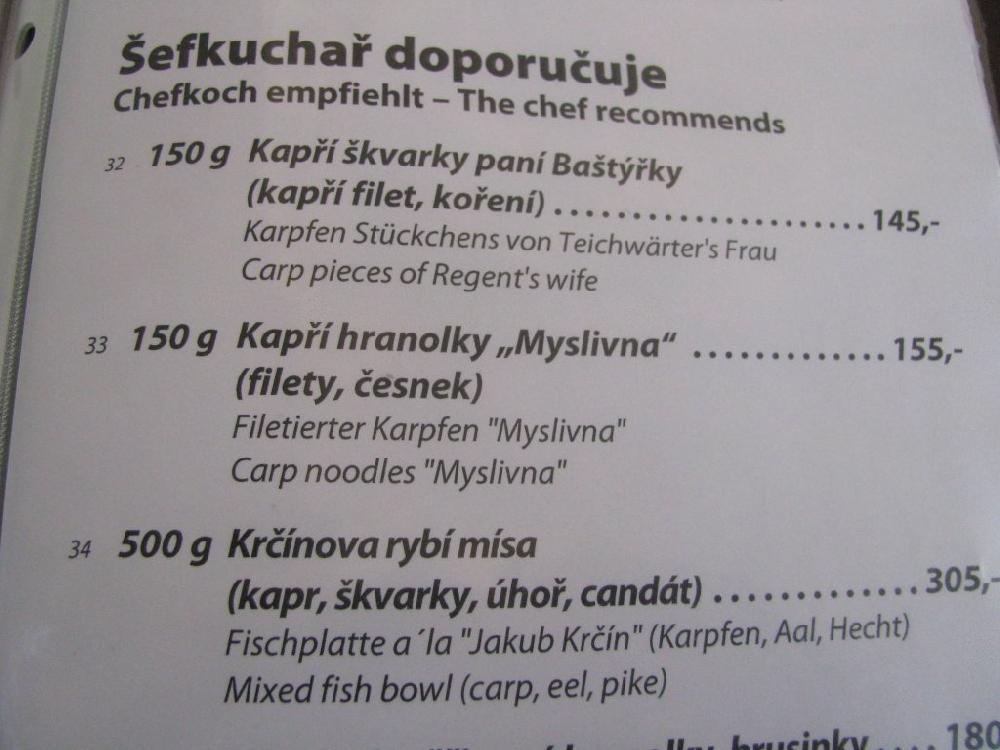 Šefkuchař doporučuje
Chefkoch empfiehlt – The chef recommends
32 150 g Kapří škvarky paní Baštýřky
(kapří filet, koření) ...................... 145,-
Karpfen Stückchens von Teichwärter's Frau
Carp pieces of Regent's wife
33 150 g Kapří hranolky „Myslivna“ .............. 155,-
(filety, česnek)
Filetierter Karpfen "Myslivna"
Carp noodles "Myslivna"
34 500 g Krčínova rybí mísa
(kapr, škvarky, úhoř, candát) .............. 305,-
Fischplatte a´la "Jakub Krčín" (Karpfen, Aal, Hecht)
Mixed fish bowl (carp, eel, pike)
brusinky .... 180